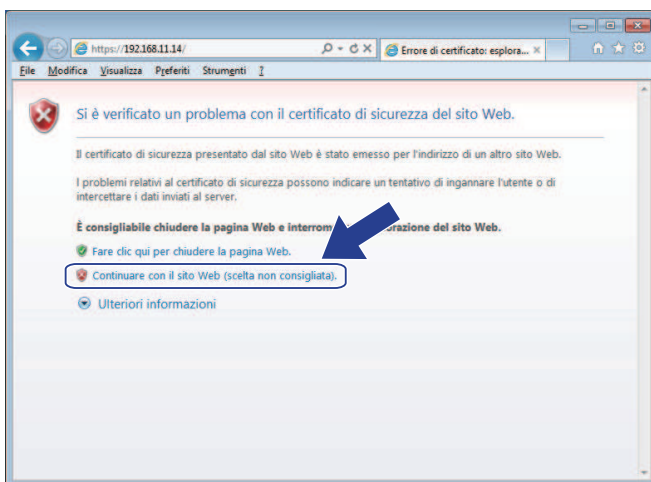 https://192.168.11.14/
Errore di certificato: esplora...
File Modifica Visualizza Preferiti Strumenti ?
Si è verificato un problema con il certificato di sicurezza del sito Web.
Il certificato di sicurezza presentato dal sito Web è stato emesso per l'indirizzo di un altro sito Web.
I problemi relativi al certificato di sicurezza possono indicare un tentativo di ingannare l'utente o di
intercettare i dati inviati al server.
È consigliabile chiudere la pagina Web e del sito Web.
Fare clic qui per chiudere la pagina Web.
Continuare con il sito Web (scelta non consigliata).
Ulteriori informazioni